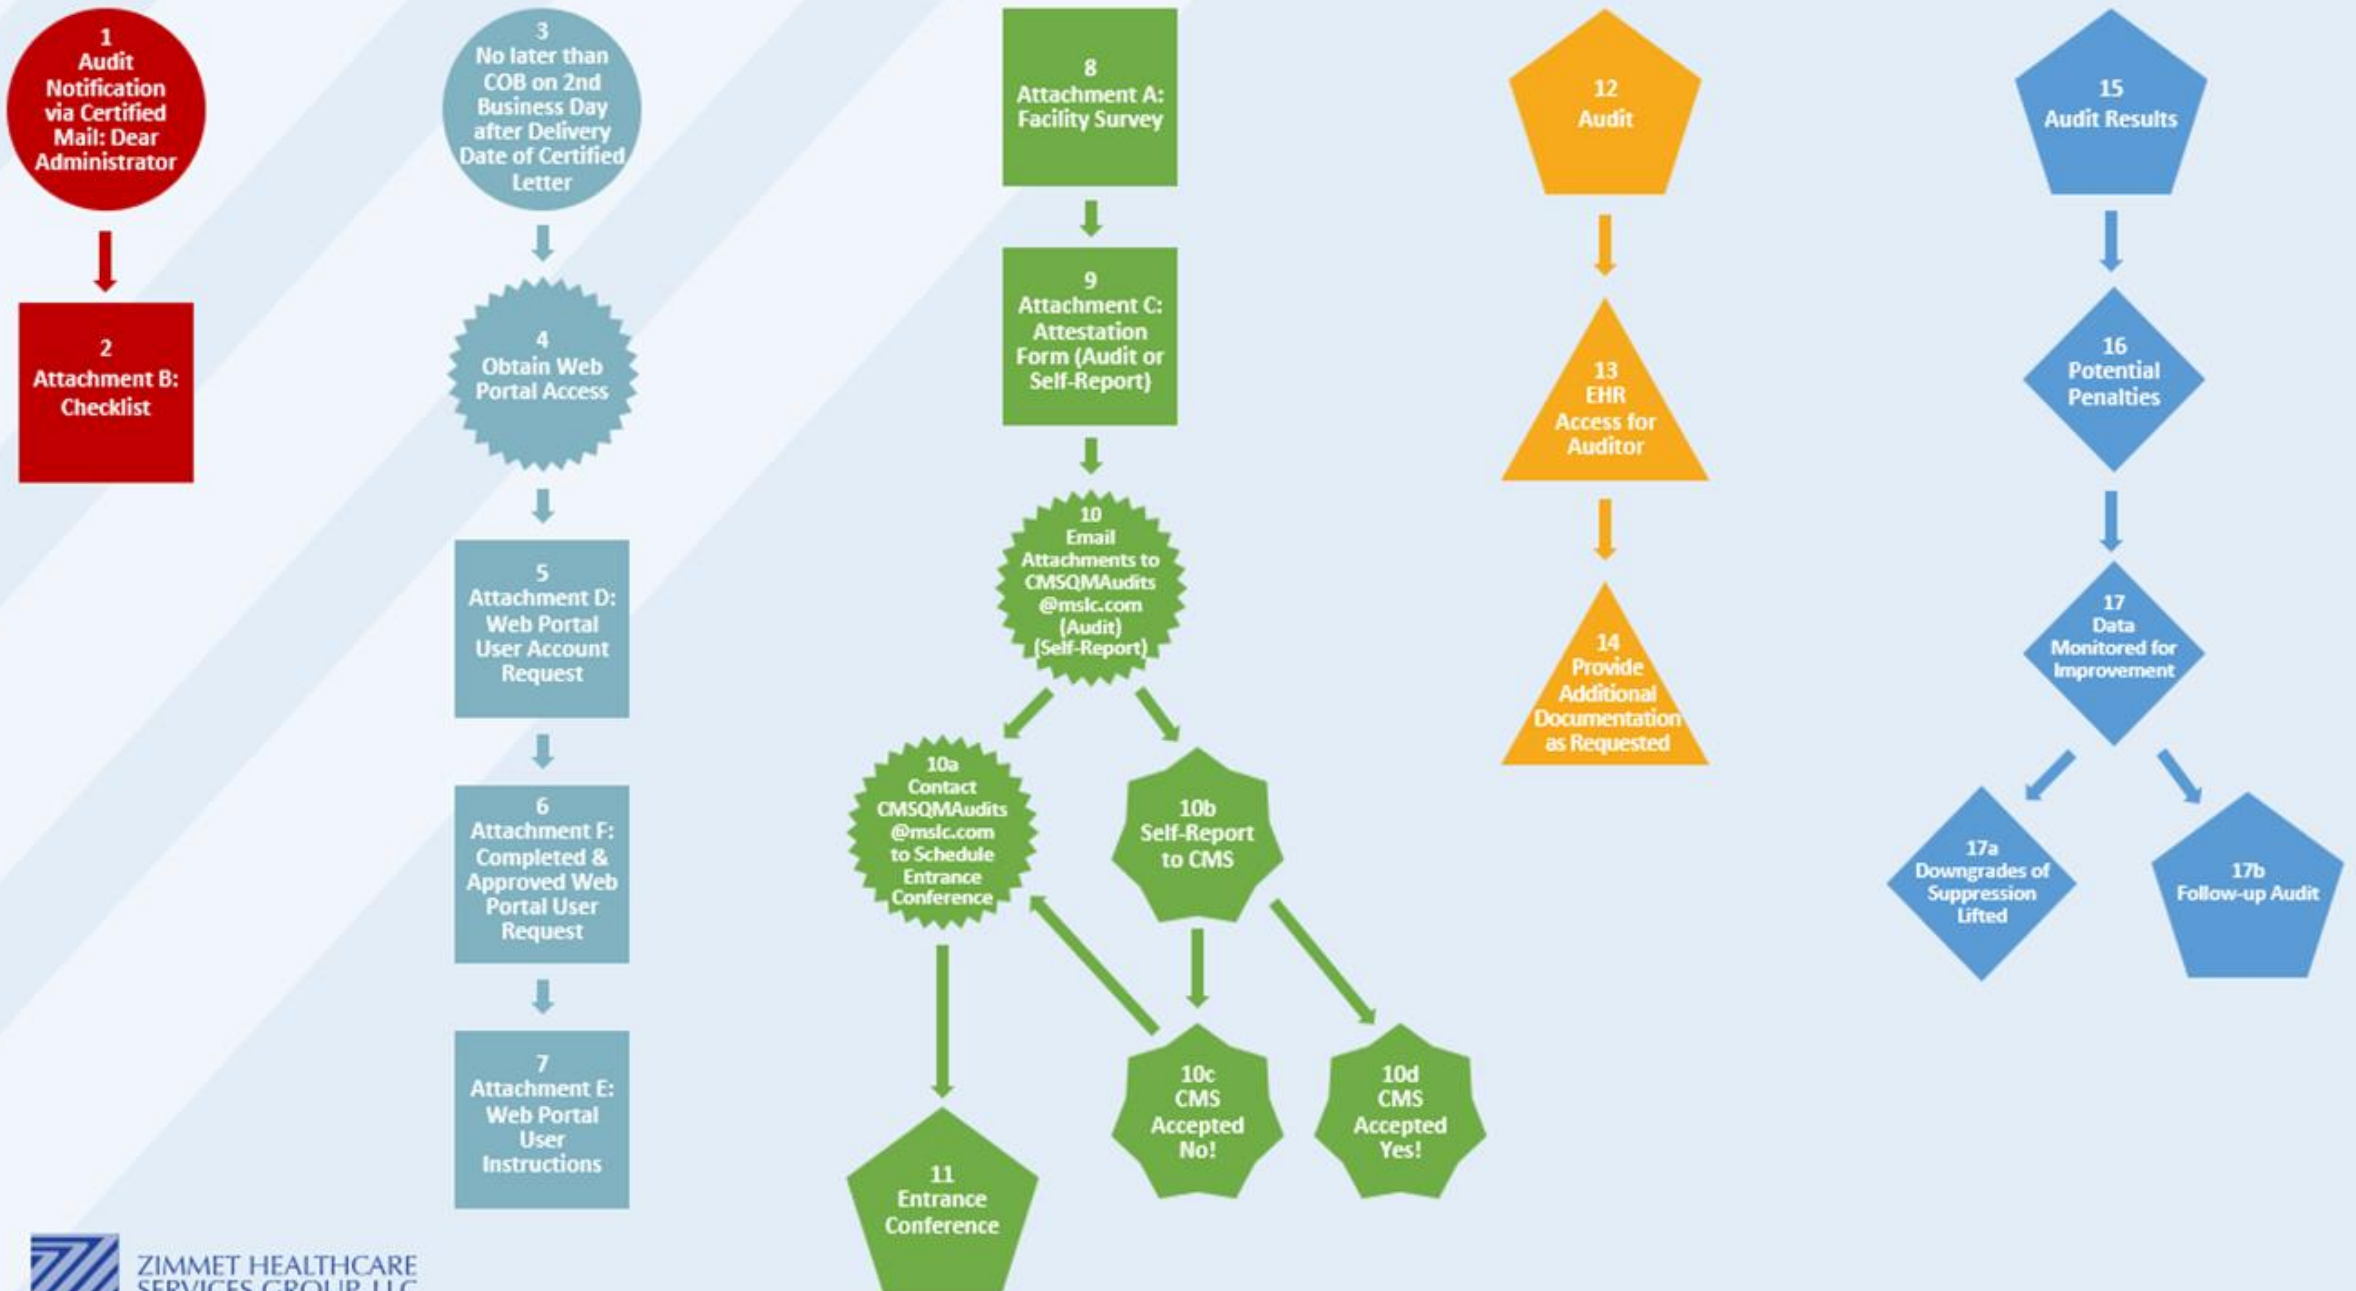 1
Audit
Notification
via Certified
Mail: Dear
Administrator
2
Attachment B:
Checklist
3
No later than
COB on 2nd
Business Day
after Delivery
Date of Certified
Letter
4
Obtain Web
Portal Access
5
Attachment D:
Web Portal
User Account
Request
6
Attachment F:
Completed &
Approved Web
Portal User
Request
7
Attachment E:
Web Portal
User
Instructions
8
Attachment A:
Facility Survey
9
Attachment C:
Attestation
Form (Audit or
Self-Report)
10
Email
Attachments to
CMSQMAudits
@mslc.com
(Audit)
(Self-Report)
10a
Contact
CMSQMAudits
@mslc.com
to Schedule
Entrance
Conference
10b
Self-Report
to CMS
10c
CMS
Accepted
No!
10d
CMS
Accepted
Yes!
11
Entrance
Conference
12
Audit
13
EHR
Access for
Auditor
14
Provide
Additional
Documentation
as Requested
15
Audit Results
16
Potential
Penalties
17
Data
Monitored for
Improvement
17a
Downgrades of
Suppression
Lifted
17b
Follow-up Audit
ZIMMET HEALTHCARE
SERVICES GROUP, LLC